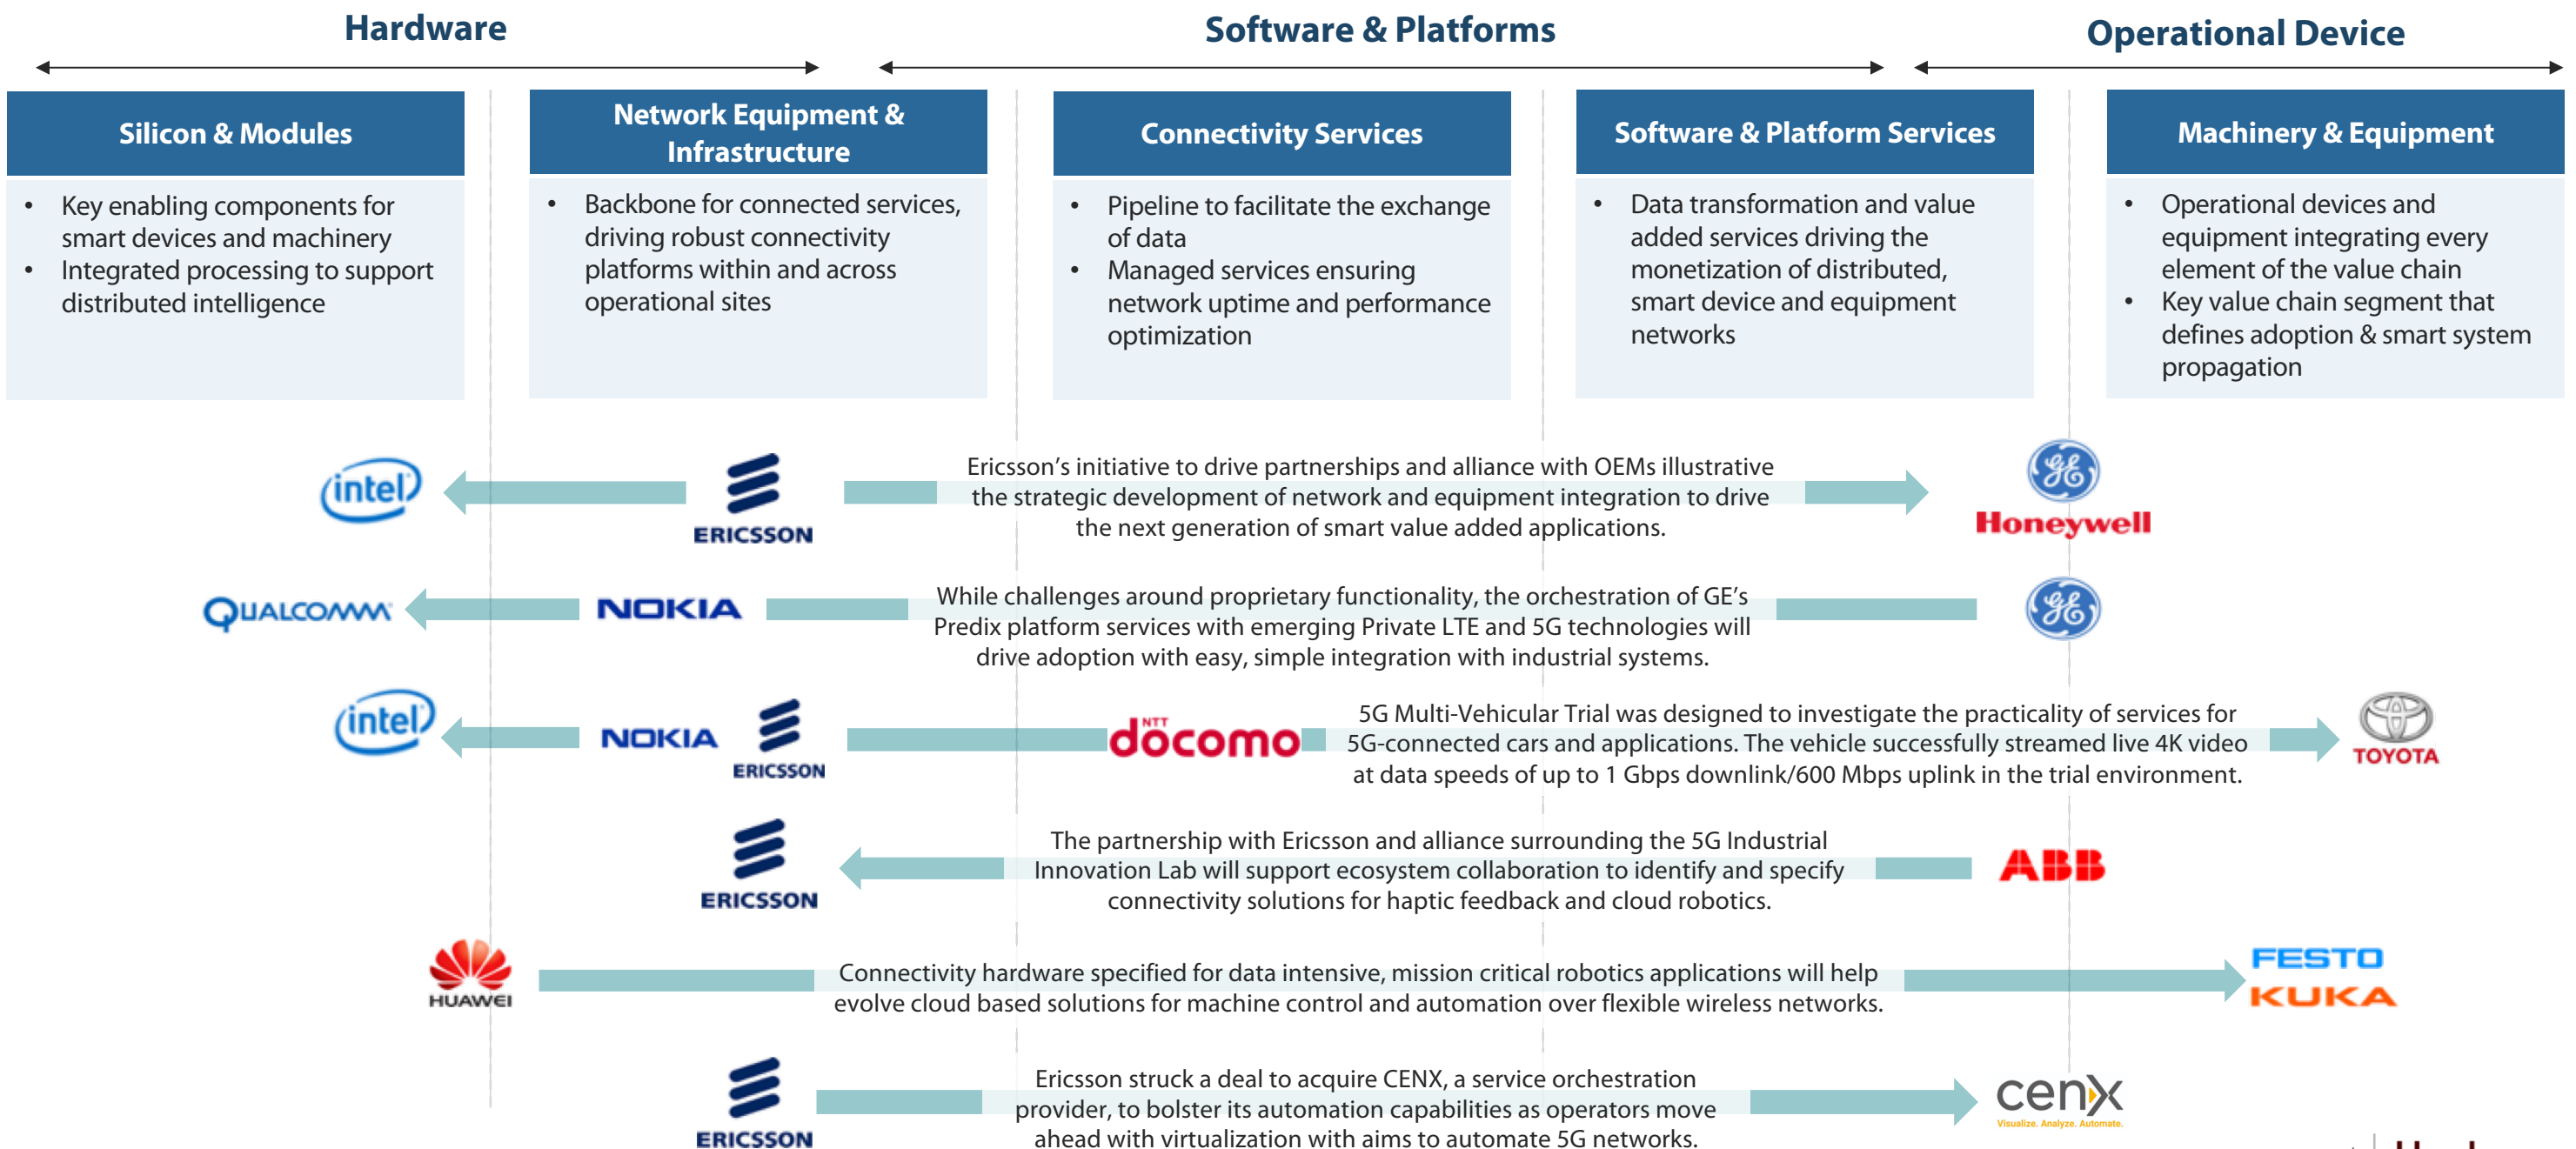 Hardware
Software & Platforms
Operational Device
Silicon & Modules
• Key enabling components for
smart devices and machinery
• Integrated processing to support
distributed intelligence
Network Equipment &
Infrastructure
• Backbone for connected services,
driving robust connectivity
platforms within and across
operational sites
Connectivity Services
• Pipeline to facilitate the exchange
of data
• Managed services ensuring
network uptime and performance
optimization
Software & Platform Services
• Data transformation and value
added services driving the
monetization of distributed,
smart device and equipment
networks
Machinery & Equipment
• Operational devices and
equipment integrating every
element of the value chain
• Key value chain segment that
defines adoption & smart system
propagation
intel
ERICSSON
Ericsson’s initiative to drive partnerships and alliance with OEMs illustrative
the strategic development of network and equipment integration to drive
the next generation of smart value added applications.
GE
Honeywell
QUALCOMM
NOKIA
While challenges around proprietary functionality, the orchestration of GE’s
Predix platform services with emerging Private LTE and 5G technologies will
drive adoption with easy, simple integration with industrial systems.
GE
intel
NOKIA
ERICSSON
NTT
döcomo
5G Multi-Vehicular Trial was designed to investigate the practicality of services for
5G-connected cars and applications. The vehicle successfully streamed live 4K video
at data speeds of up to 1 Gbps downlink/600 Mbps uplink in the trial environment.
TOYOTA
ERICSSON
The partnership with Ericsson and alliance surrounding the 5G Industrial
Innovation Lab will support ecosystem collaboration to identify and specify
connectivity solutions for haptic feedback and cloud robotics.
ABB
HUAWEI
Connectivity hardware specified for data intensive, mission critical robotics applications will help
evolve cloud based solutions for machine control and automation over flexible wireless networks.
FESTO
KUKA
ERICSSON
Ericsson struck a deal to acquire CENX, a service orchestration
provider, to bolster its automation capabilities as operators move
ahead with virtualization with aims to automate 5G networks.
cenx
Visualize. Analyze. Automate.